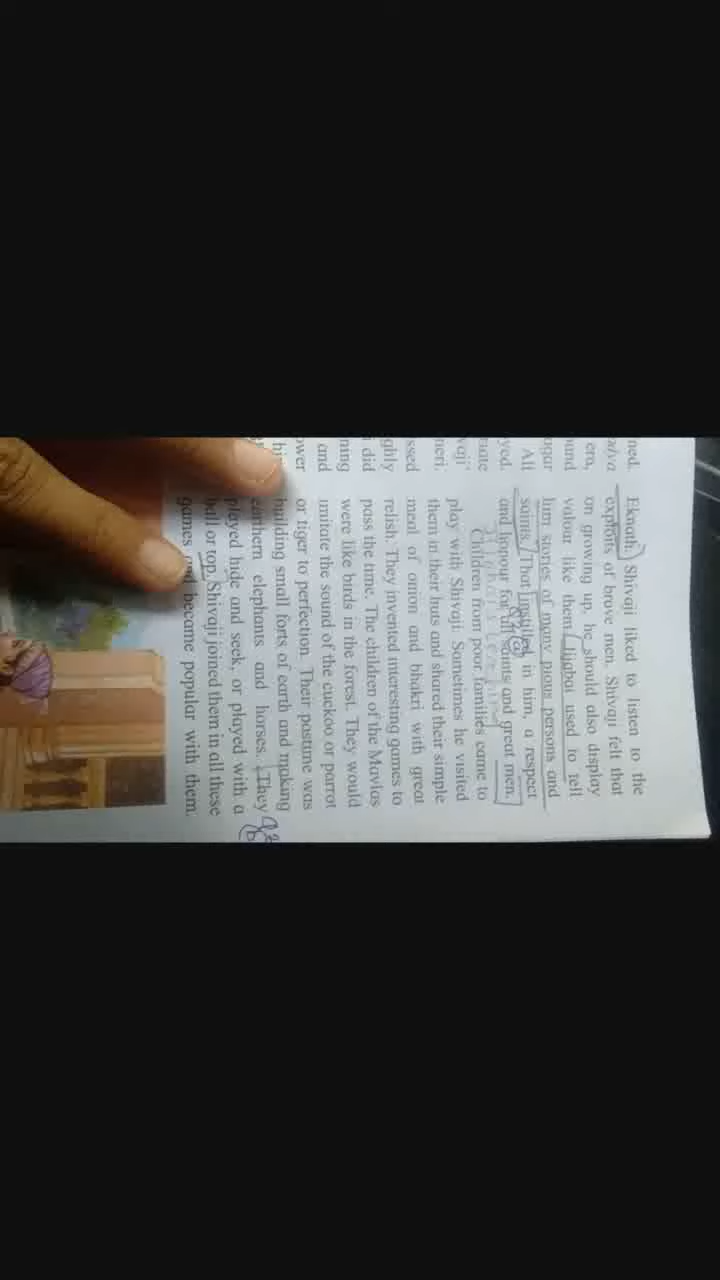 Eknath. Shivaji liked to listen to the
exploits of brave men. Shivaji felt that
on growing up, he should also display
valour like them. Jijabai used to tell
him stories of many pious persons and
saints. That instilled in him, a respect
and honour for saints and great men.
Children from poor families came to
play with Shivaji. Sometimes he visited
them in their huts and shared their simple
meal of onion and bhakri with great
relish. They invented interesting games to
pass the time. The children of the Mavlas
were like birds in the forest. They would
imitate the sound of the cuckoo or parrot
or tiger to perfection. Their pastime was
building small forts of earth and making
earthern elephants and horses. They
played hide and seek, or played with a
ball or top. Shivaji joined them in all these
games and became popular with them.